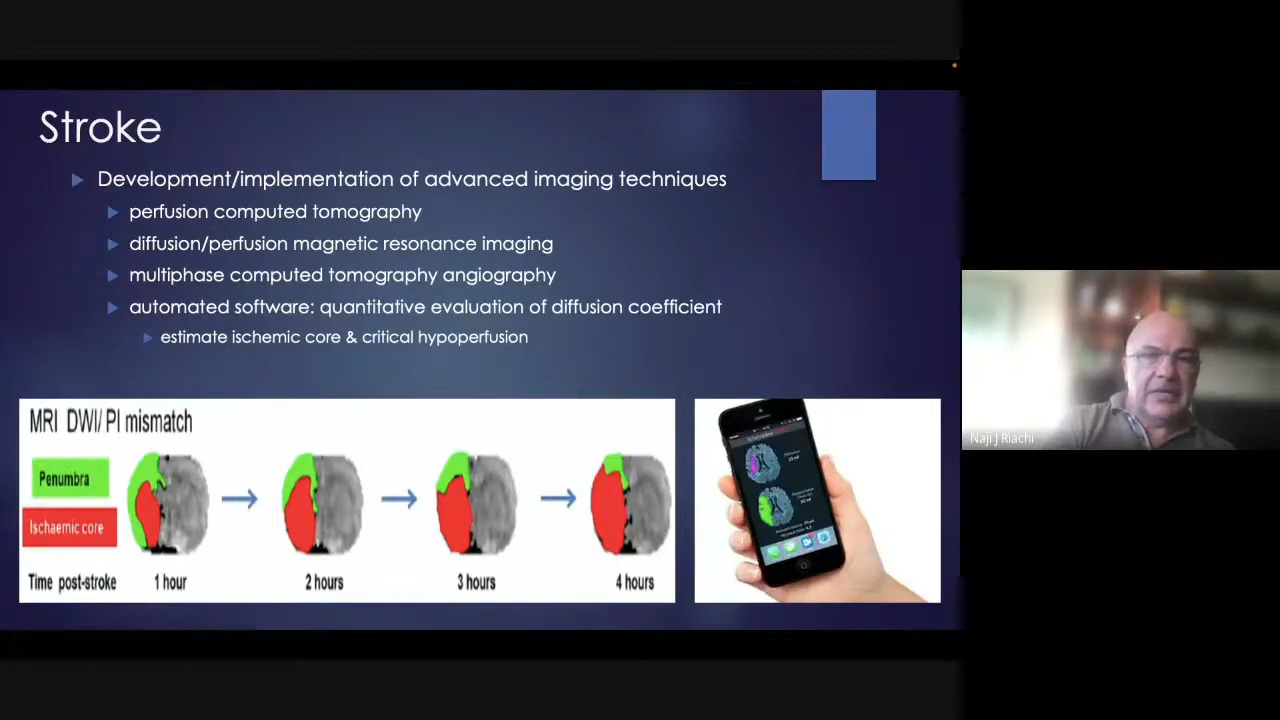 Stroke
Development/implementation of advanced imaging techniques
perfusion computed tomography
diffusion/perfusion magnetic resonance imaging
multiphase computed tomography angiography
automated software: quantitative evaluation of diffusion coefficient
estimate ischemic core & critical hypoperfusion
MRI DWI/ PI mismatch
Penumbra
Ischaemic core
Time post-stroke 1 hour 2 hours 3 hours 4 hours
Naji J Riachi